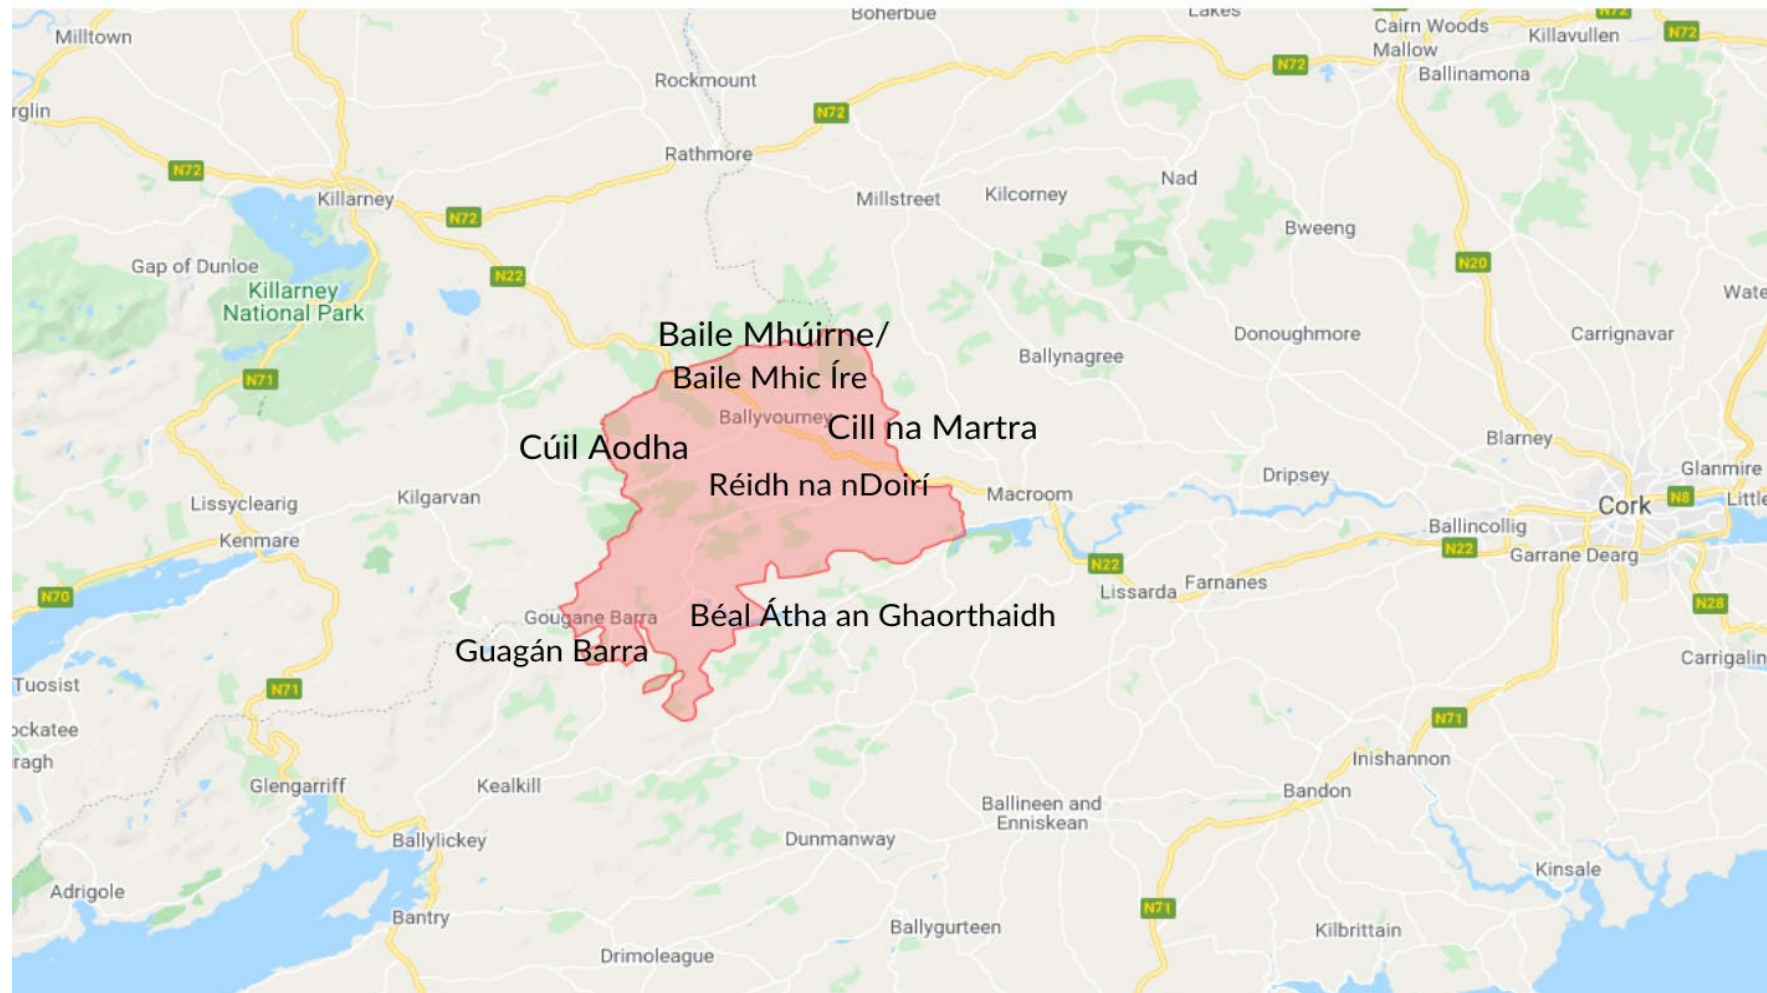 Boherbue
Lakes
N72
Milltown
Cairn Woods
Killavullen
N72
Mallow
N72
Ballinamona
Rockmount
rglin
N72
Rathmore
N72
Killarney
Millstreet
Kilcorney
Nad
N72
Bweeng
Gap of Dunloe
N22
N20
Killarney
National Park
Wate
Baile Mhúirne/
Baile Mhic Íre
Donoughmore
Carrignavar
Ballynagree
N71
Ballyvourney
Cill na Martra
Cúil Aodha
Blarney
Réidh na nDoirí
Dripsey
Glanmire
Lissyclearig
Kilgarvan
Macroom
Cork
N8
Little
Kenmare
Ballincollig
N22
Garrane Dearg
N22
N70
Lissarda
Farnanes
N28
Gougane Barra
Béal Átha an Ghaorthaidh
Guagán Barra
Carrigalin
Tuosist
N71
ockatee
N71
ragh
Inishannon
Glengarriff
Kealkill
Bandon
Ballineen and
Enniskean
Ballylickey
Dunmanway
Kinsale
Adrigole
Bantry
N71
Ballygurteen
Kilbrittain
Drimoleague